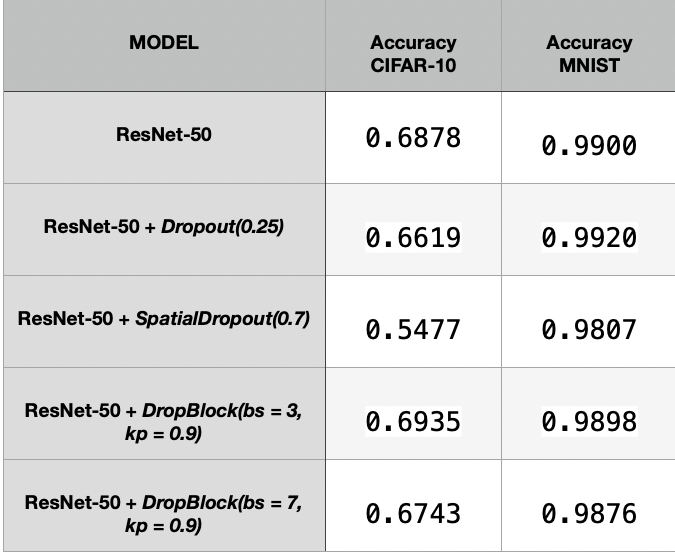 MODEL Accuracy Accuracy
CIFAR-10 MNIST
ResNet-50 0.6878 0.9900
ResNet-50 + Dropout(0.25) 0.6619 0.9920
ResNet-50 + SpatialDropout(0.7) 0.5477 0.9807
ResNet-50 + DropBlock(bs = 3,
kp = 0.9) 0.6935 0.9898
ResNet-50 + DropBlock(bs = 7,
kp = 0.9) 0.6743 0.9876